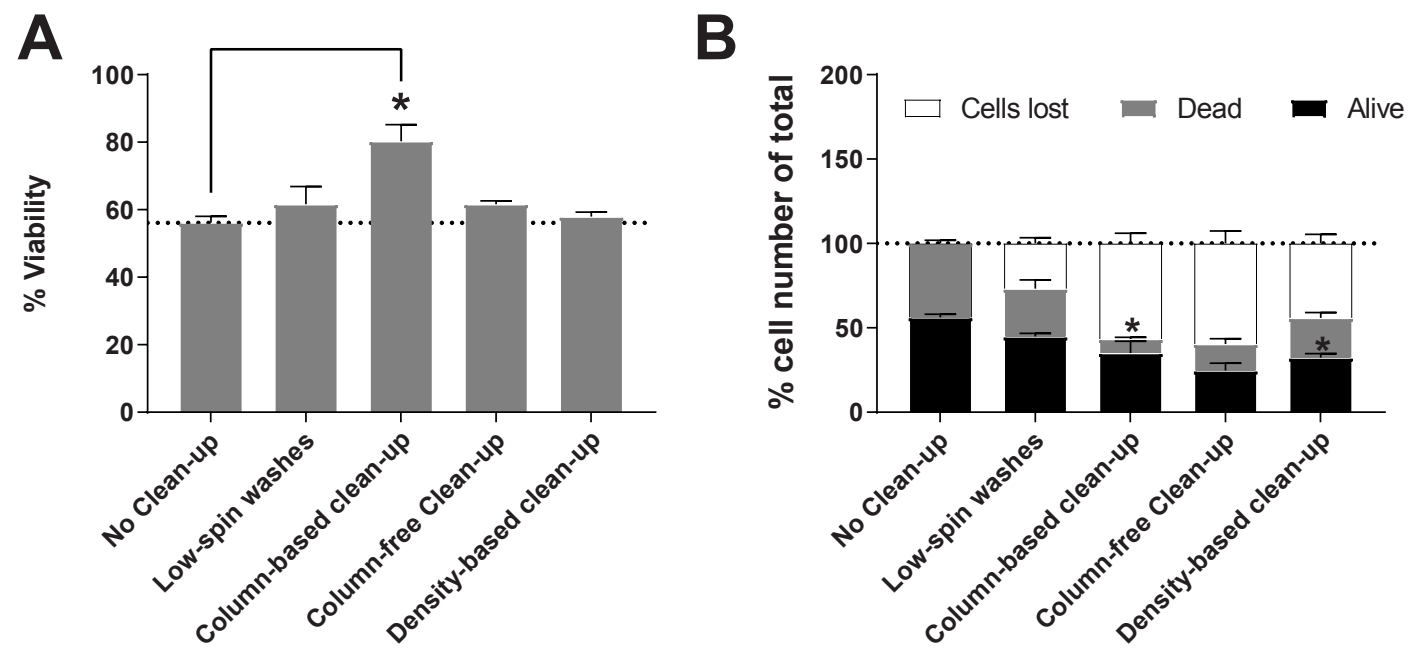 A
% Viability
100
80
60
40
20
0
*
No Clean-up
Low-spin washes
Column-based clean-up
Column-free Clean-up
Density-based clean-up
B
% cell number of total
200
150
100
50
0
Cells lost
Dead
Alive
*
*
No Clean-up
Low-spin washes
Column-based clean-up
Column-free Clean-up
Density-based clean-up